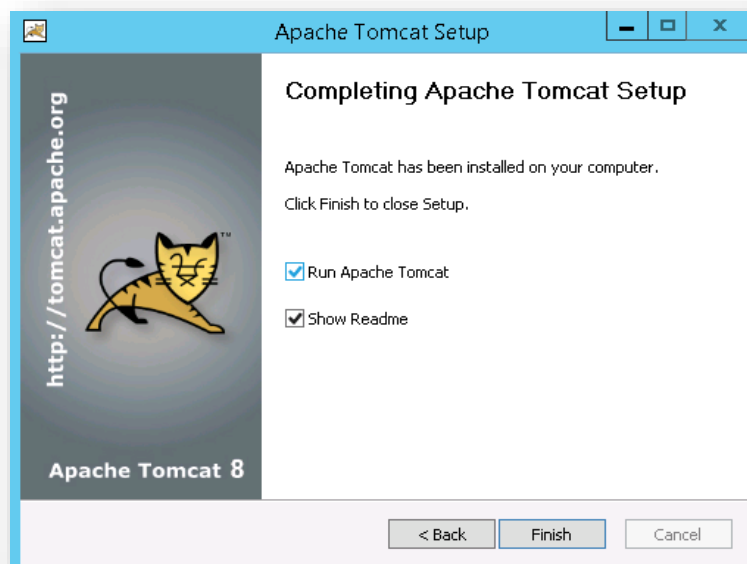 Apache Tomcat Setup
http://tomcat.apache.org
TM
Apache Tomcat 8
Completing Apache Tomcat Setup
Apache Tomcat has been installed on your computer.
Click Finish to close Setup.
Run Apache Tomcat
Show Readme
< Back
Finish
Cancel